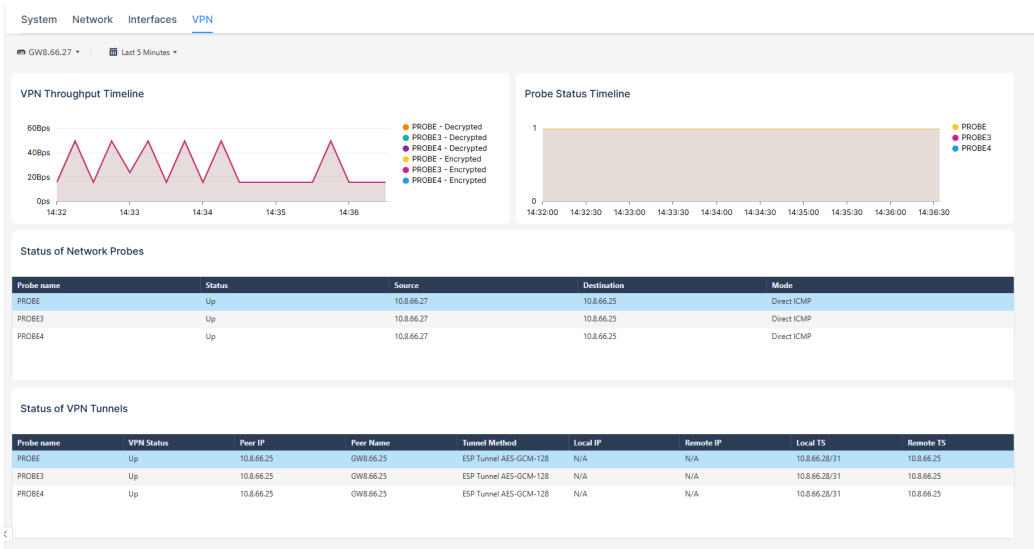 System Network Interfaces VPN
GW8.66.27 Last 5 Minutes
VPN Throughput Timeline
60Bps
40Bps
20Bps
0ps
14:32 14:33 14:34 14:35 14:36
PROBE - Decrypted
PROBE3 - Decrypted
PROBE4 - Decrypted
PROBE - Encrypted
PROBE3 - Encrypted
PROBE4 - Encrypted
Probe Status Timeline
1
0
14:32:00 14:32:30 14:33:00 14:33:30 14:34:00 14:34:30 14:35:00 14:35:30 14:36:00 14:36:30
PROBE
PROBE3
PROBE4
Status of Network Probes
Probe name Status Source Destination Mode
PROBE Up 10.8.66.27 10.8.66.25 Direct ICMP
PROBE3 Up 10.8.66.27 10.8.66.25 Direct ICMP
PROBE4 Up 10.8.66.27 10.8.66.25 Direct ICMP
Status of VPN Tunnels
Probe name VPN Status Peer IP Peer Name Tunnel Method Local IP Remote IP Local TS Remote TS
PROBE Up 10.8.66.25 GW8.66.25 ESP Tunnel AES-GCM-128 N/A N/A 10.8.66.28/31 10.8.66.25
PROBE3 Up 10.8.66.25 GW8.66.25 ESP Tunnel AES-GCM-128 N/A N/A 10.8.66.28/31 10.8.66.25
PROBE4 Up 10.8.66.25 GW8.66.25 ESP Tunnel AES-GCM-128 N/A N/A 10.8.66.28/31 10.8.66.25